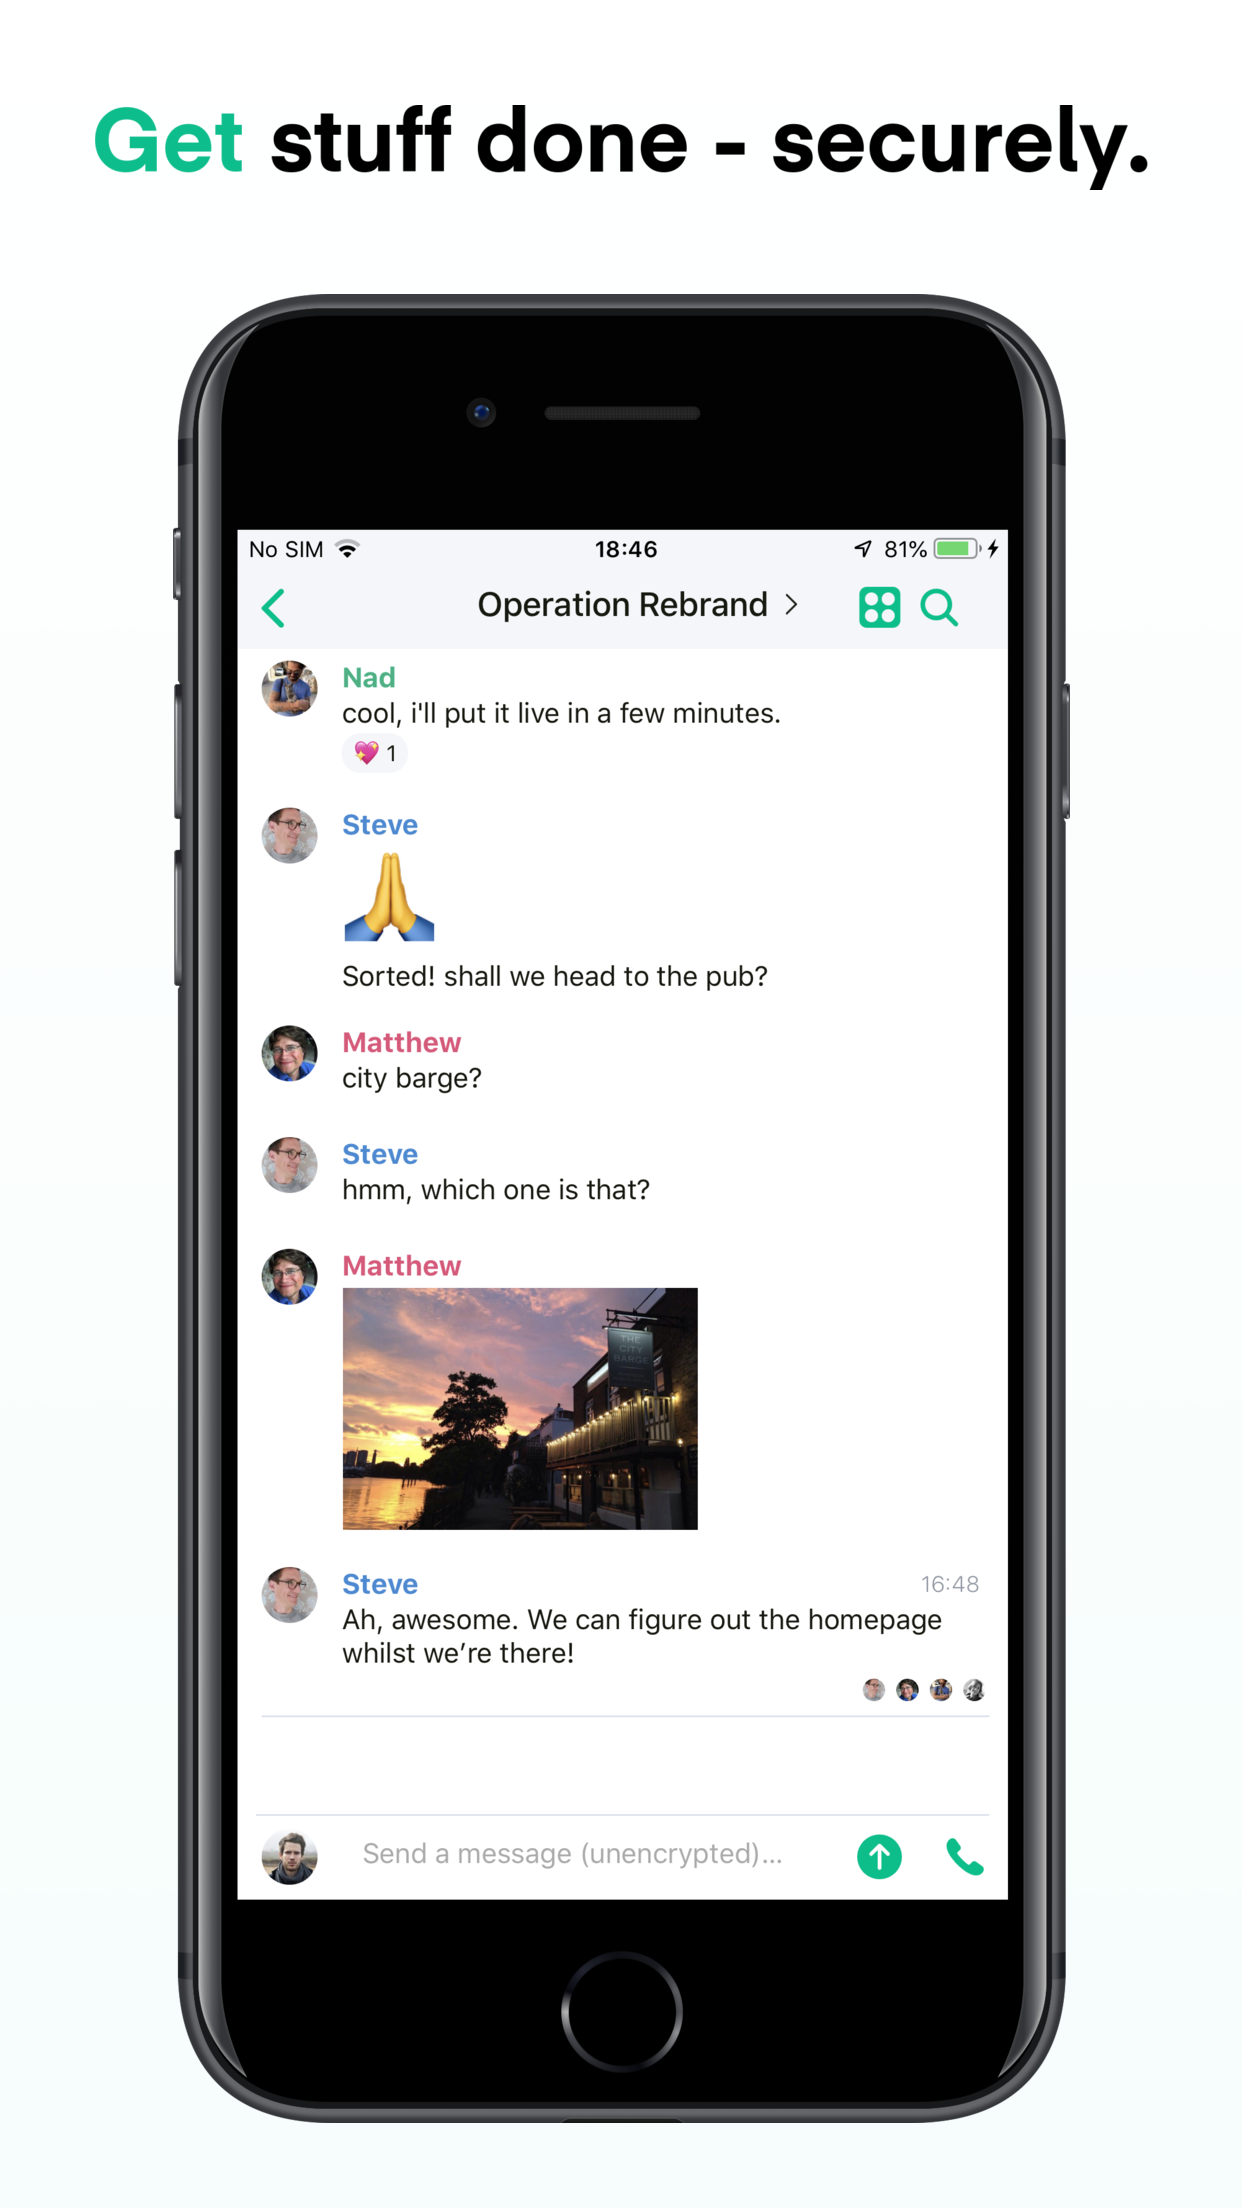 Get stuff done - securely.
No SIM 18:46 81%
Operation Rebrand
Nad
cool, i'll put it live in a few minutes.
💖 1
Steve
🙏
Sorted! shall we head to the pub?
Matthew
city barge?
Steve
hmm, which one is that?
Matthew
THE
CITY
BARGE
Steve 16:48
Ah, awesome. We can figure out the homepage
whilst we’re there!
Send a message (unencrypted)...